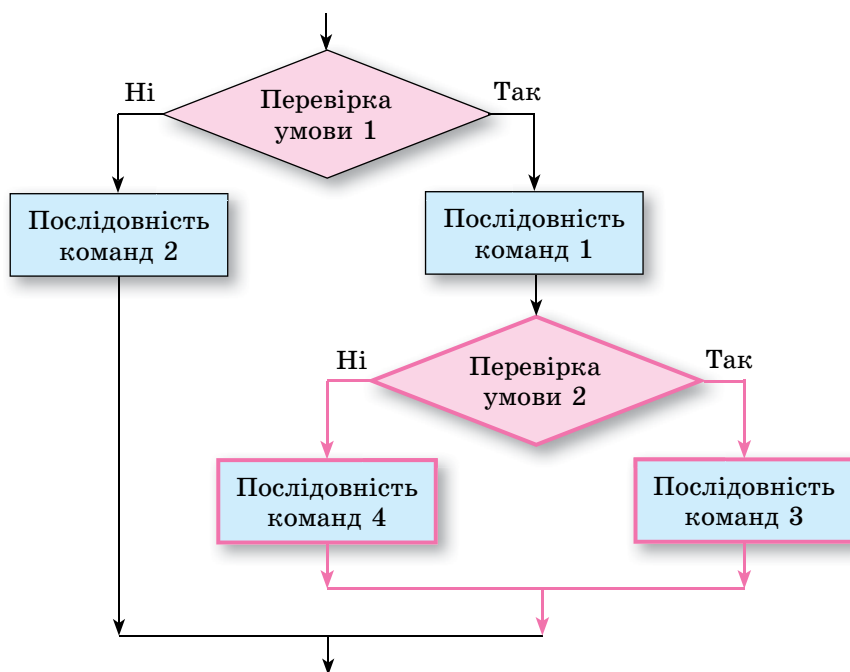 Ні
Так
Перевірка
умови 1
Послідовність
команд 2
Послідовність
команд 1
Ні
Так
Перевірка
умови 2
Послідовність
команд 4
Послідовність
команд 3